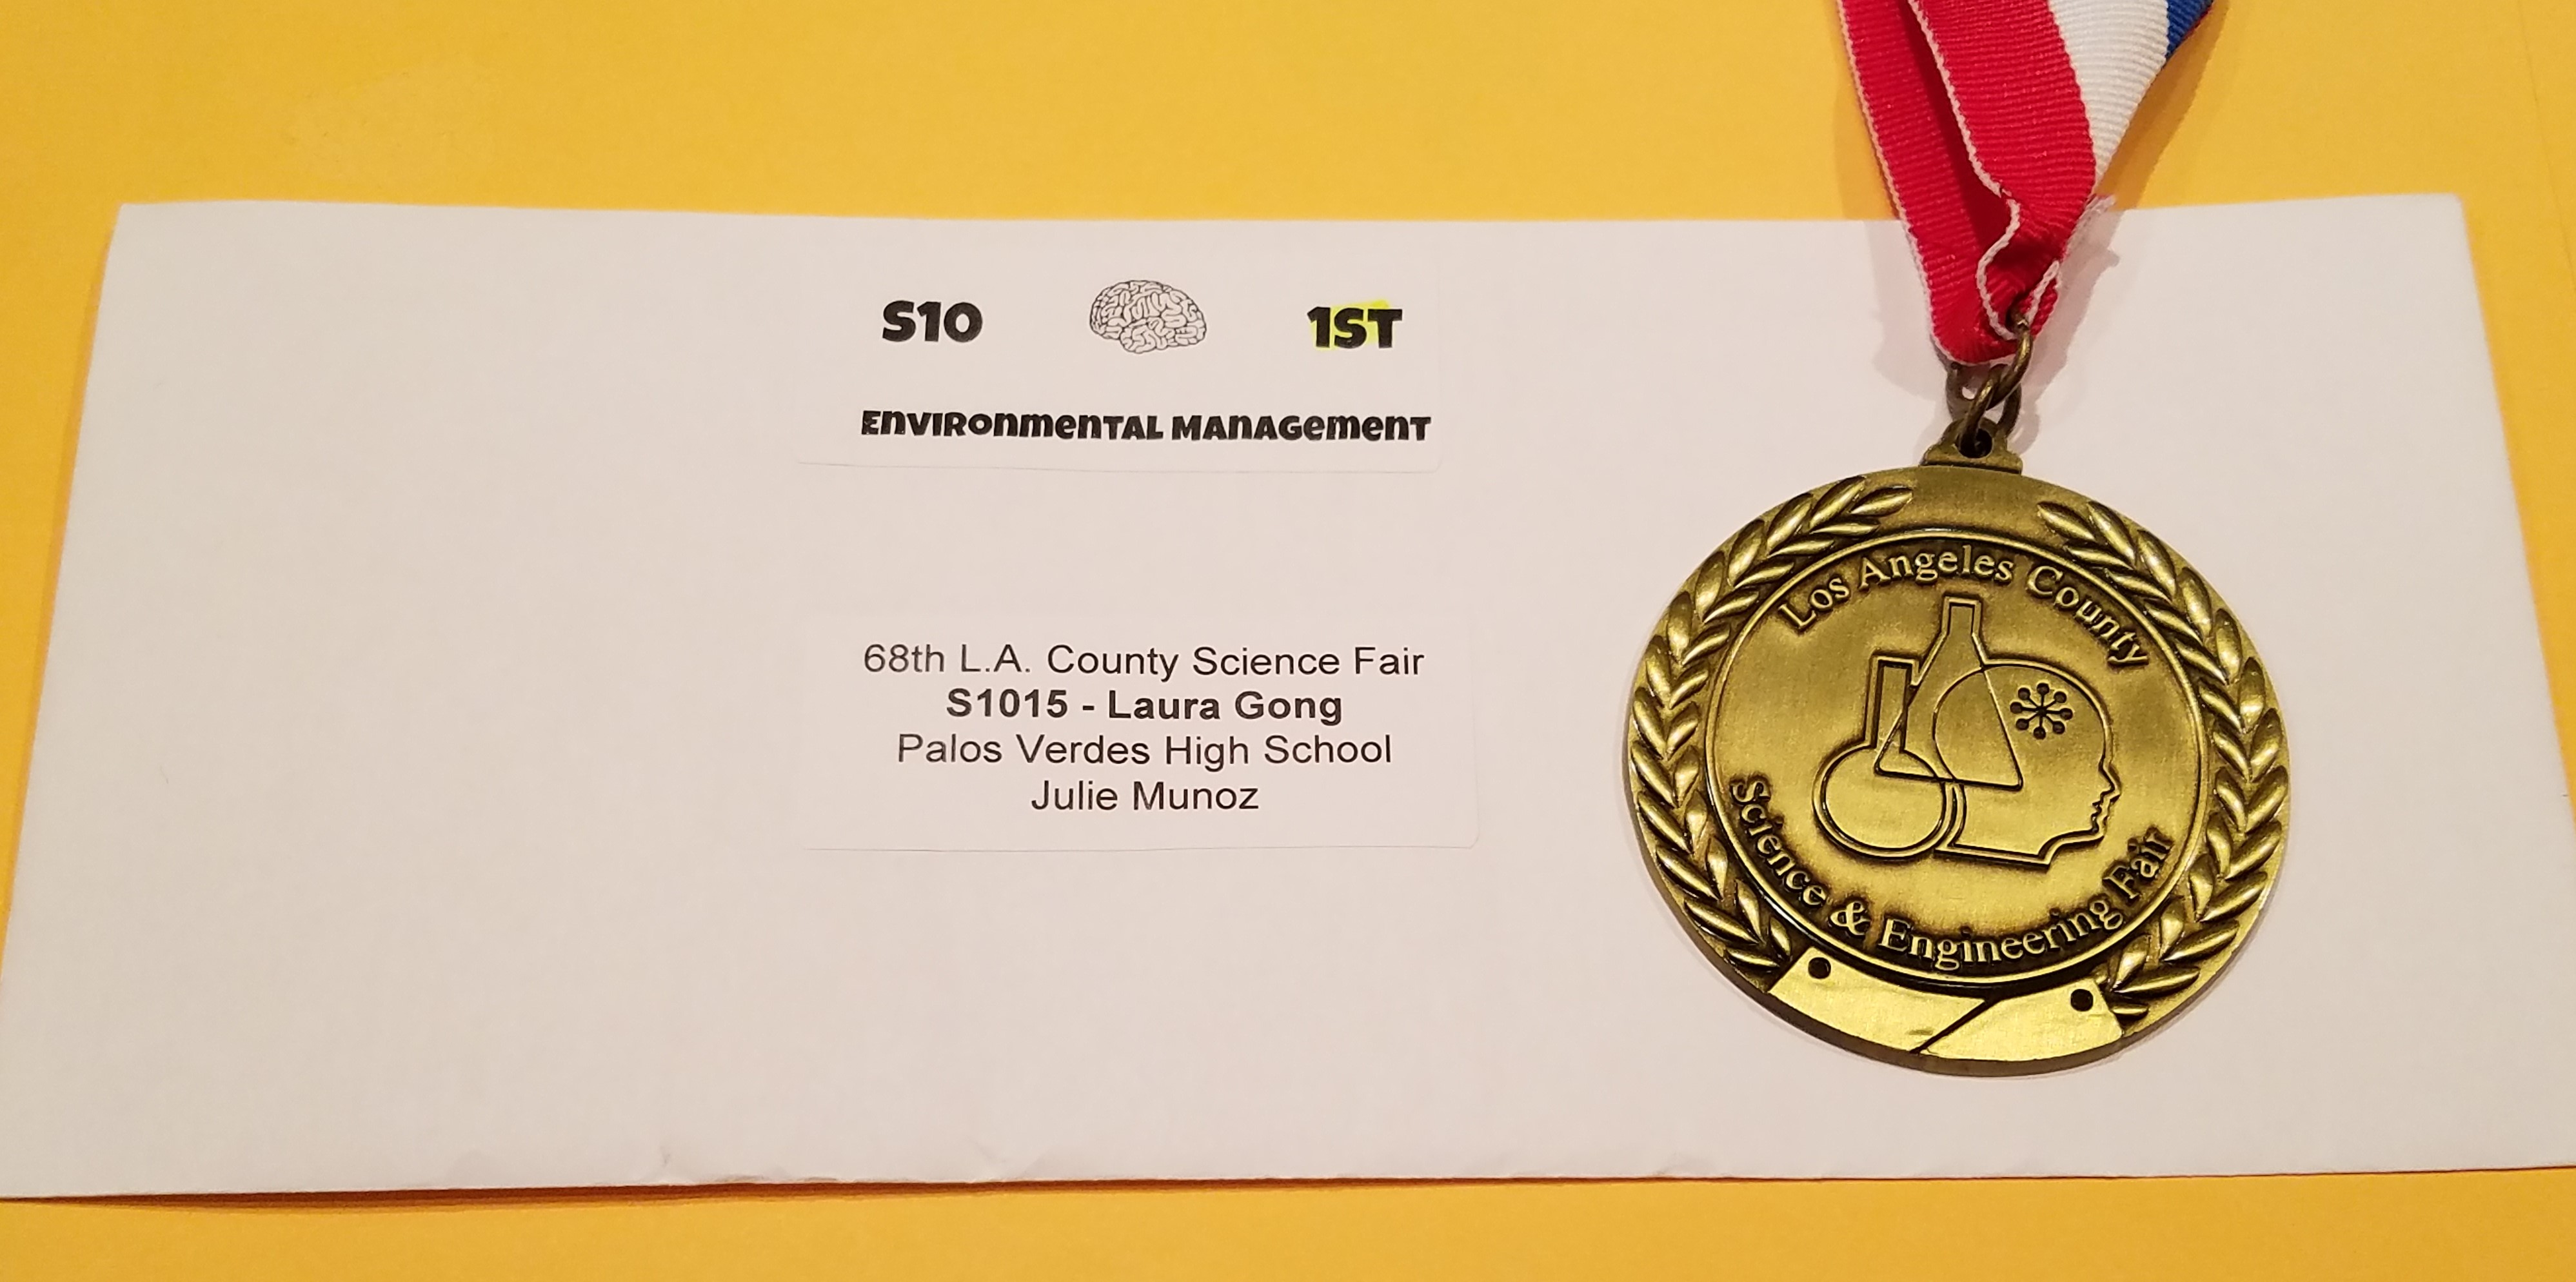 S10 1ST
Environmental Management
68th L.A. County Science Fair
S1015 - Laura Gong
Palos Verdes High School
Julie Munoz
Los Angeles County
Science & Engineering Fair